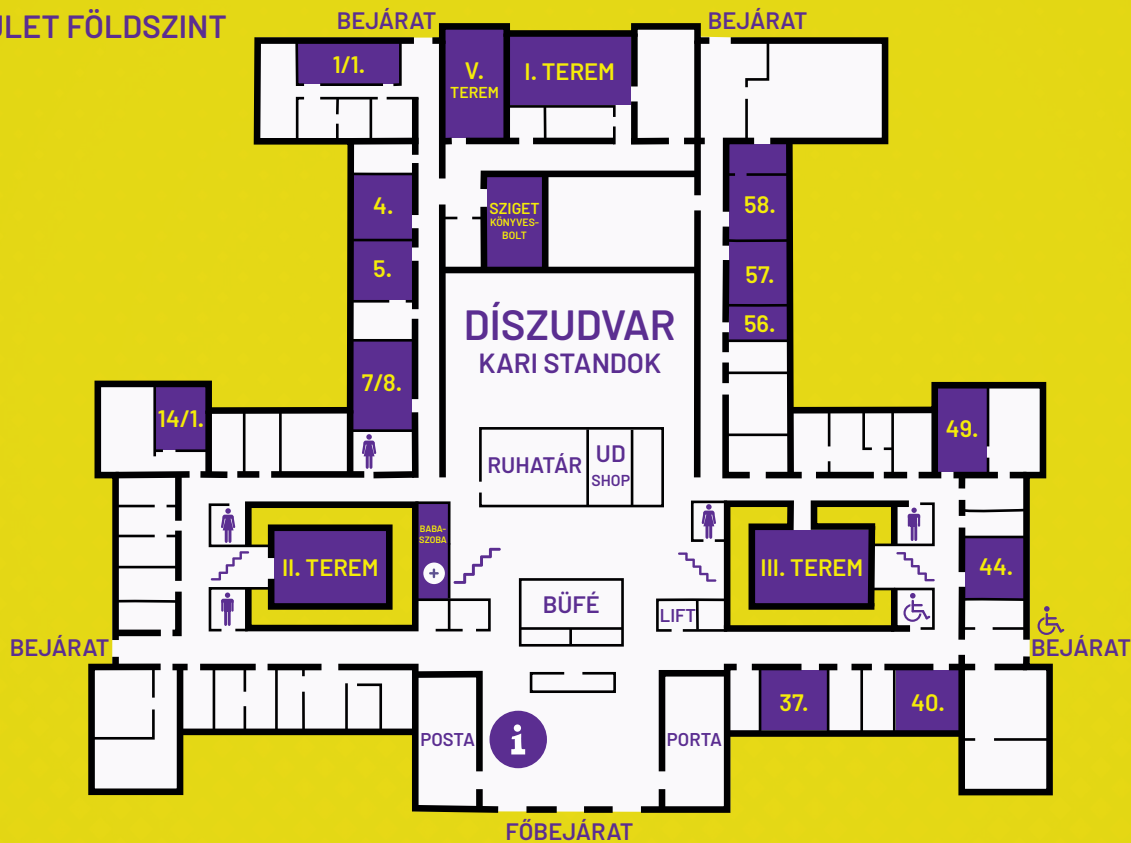 ÜLET FÖLDSZINT
BEJÁRAT
BEJÁRAT
1/1.
V.
TEREM
I. TEREM
4.
SZIGET
KÖNYVES-
BOLT
58.
5.
57.
56.
DÍSZUDVAR
KARI STANDOK
7/8.
14/1.
49.
RUHATÁR
UD
SHOP
BABA-
SZOBA
II. TEREM
III. TEREM
44.
BÜFÉ
LIFT
BEJÁRAT
BEJÁRAT
37.
40.
POSTA
i
PORTA
FŐBEJÁRAT